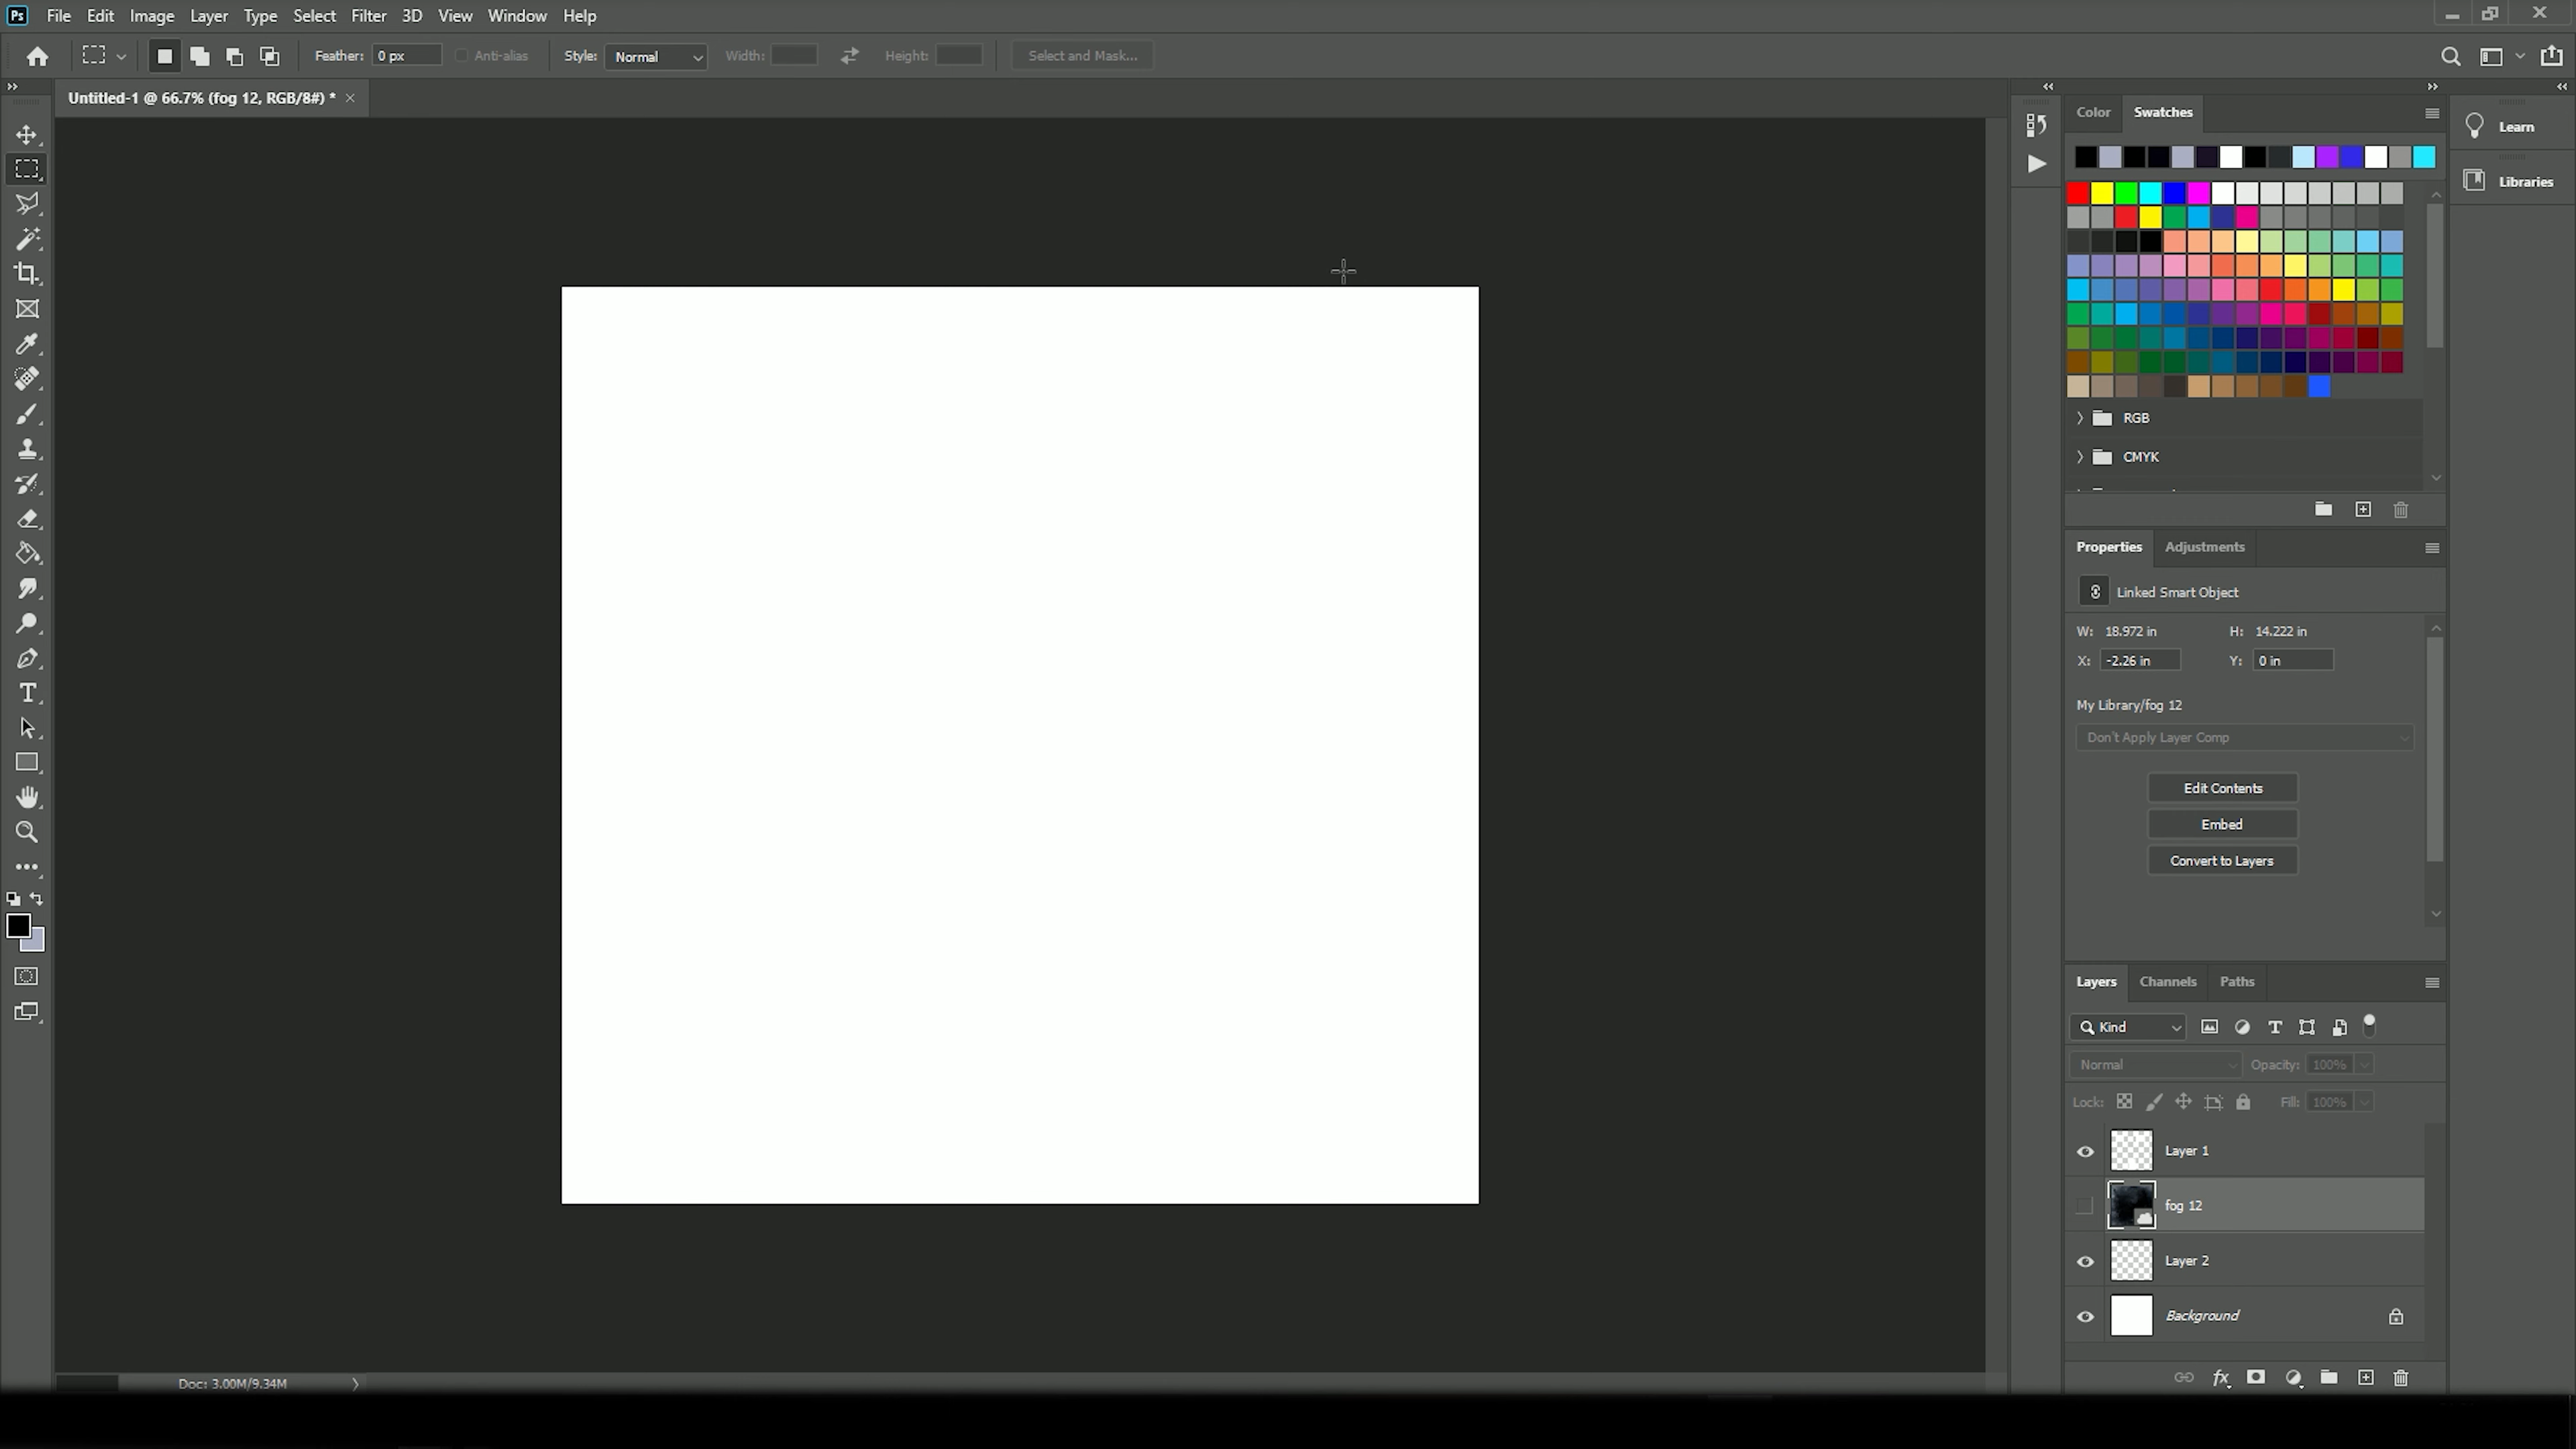 Ps File Edit Image Layer Type Select Filter 3D View Window Help
Feather: 0 px Anti-alias Style: Normal Width: Height: Select and Mask...
Untitled-1 @ 66.7% (fog 12, RGB/8#) *
Color Swatches
Learn
Libraries
RGB
CMYK
Properties Adjustments
Linked Smart Object
W: 18.972 in H: 14.222 in
X: -2.26 in Y: 0 in
My Library/fog 12
Don't Apply Layer Comp
Edit Contents
Embed
Convert to Layers
Layers Channels Paths
Kind
Normal Opacity: 100%
Lock: Fill: 100%
Layer 1
fog 12
Layer 2
Background
fx
Doc: 3.00M/9.34M